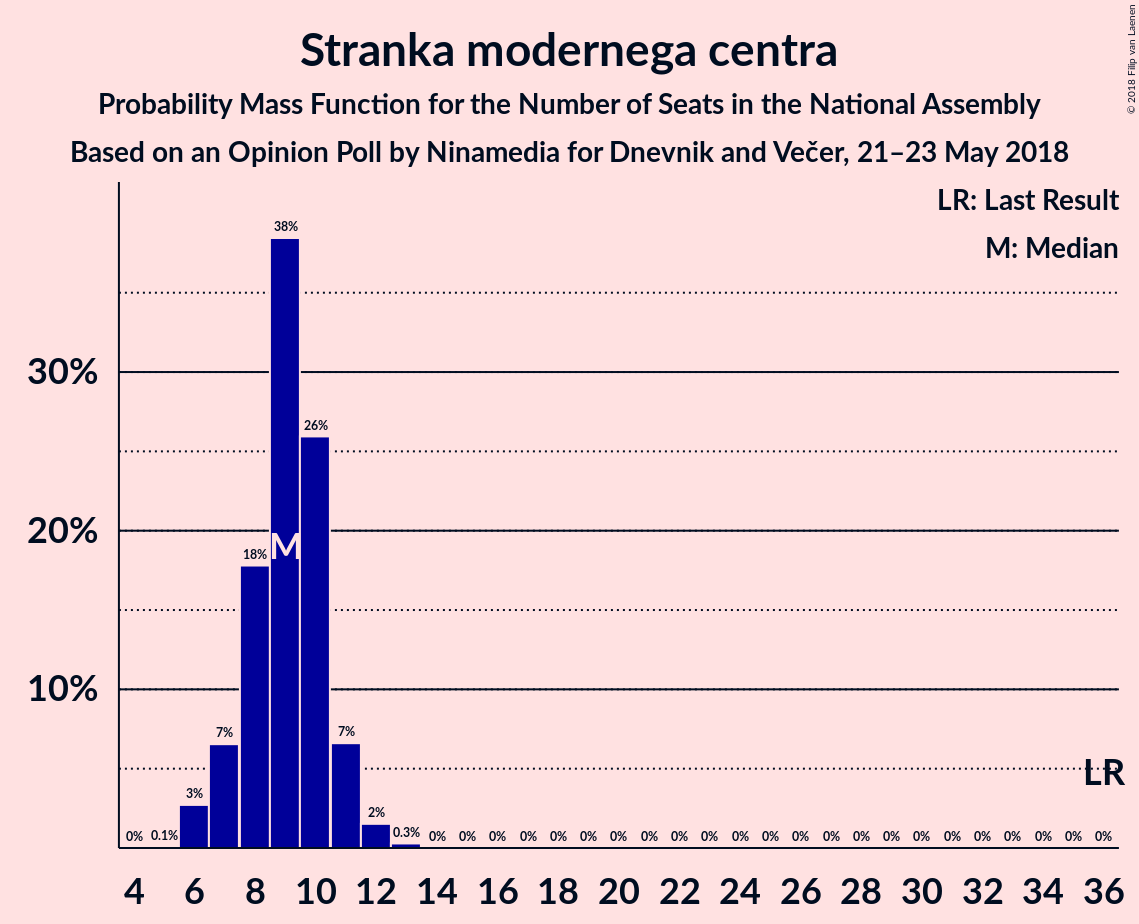 Stranka modernega centra
Probability Mass Function for the Number of Seats in the National Assembly
Based on an Opinion Poll by Ninamedia for Dnevnik and Večer, 21–23 May 2018
© 2018 Filip van Laenen
LR: Last Result
M: Median
30%
20%
10%
0% 0.1% 3% 7% 18% 38% 26% 7% 2% 0.3% 0% 0% 0% 0% 0% 0% 0% 0% 0% 0% 0% 0% 0% 0% 0% 0% 0% 0% 0% 0% 0% 0% 0%
M
LR
4 6 8 10 12 14 16 18 20 22 24 26 28 30 32 34 36